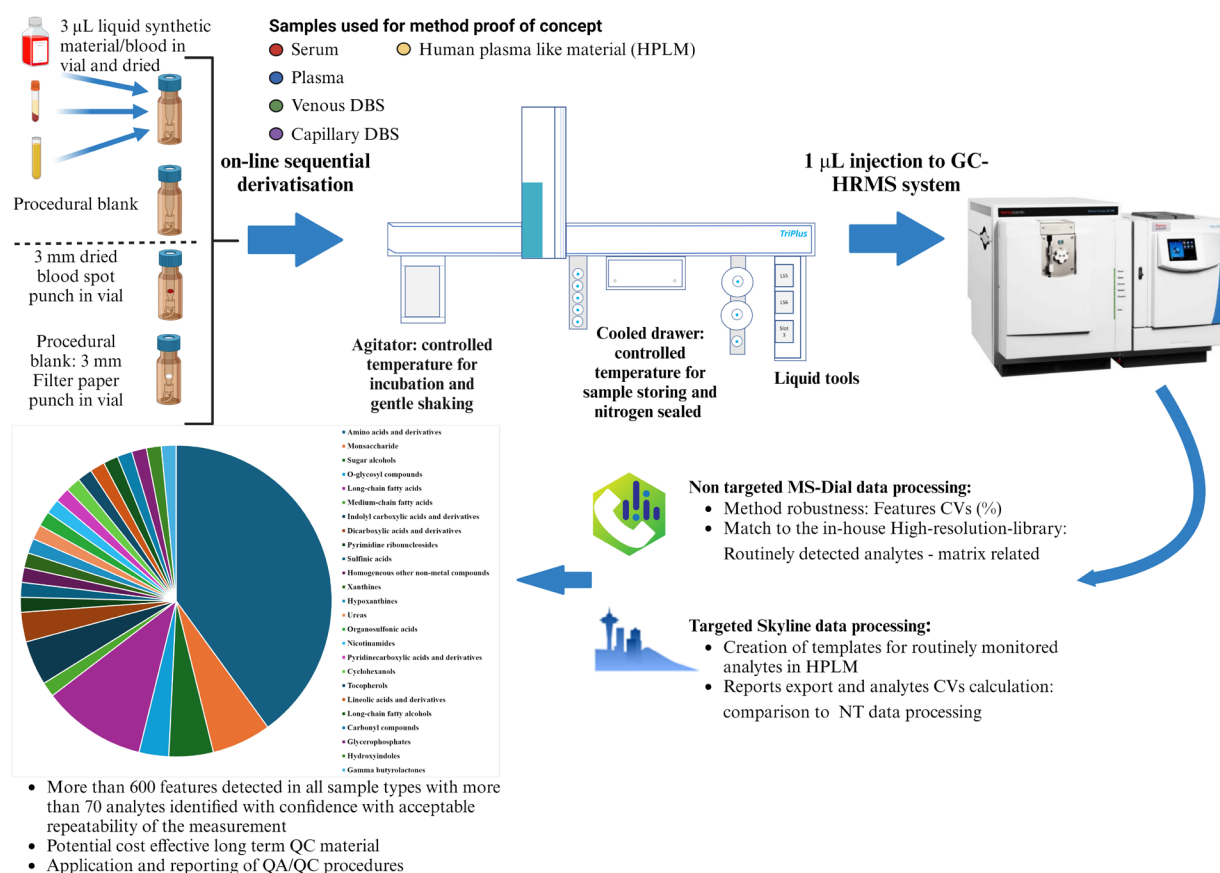 3 µL liquid synthetic
material/blood in
vial and dried
Procedural blank
3 mm dried
blood spot
punch in vial
Procedural
blank: 3 mm
Filter paper
punch in vial
Samples used for method proof of concept
Serum
Human plasma like material (HPLM)
Plasma
Venous DBS
Capillary DBS
on-line sequential
derivatisation
TriPlus
LS5
LS6
Slot
3
Agitator: controlled
temperature for
incubation and
gentle shaking
Cooled drawer:
controlled
temperature for
sample storing and
nitrogen sealed
Liquid tools
1 µL injection to GC-
HRMS system
Non targeted MS-Dial data processing:
• Method robustness: Features CVs (%)
• Match to the in-house High-resolution-library:
Routinely detected analytes - matrix related
Targeted Skyline data processing:
• Creation of templates for routinely monitored
analytes in HPLM
• Reports export and analytes CVs calculation:
comparison to NT data processing
Amino acids and derivatives
Monsaccharide
Sugar alcohols
O-glycosyl compounds
Long-chain fatty acids
Medium-chain fatty acids
Indolyl carboxylic acids and derivatives
Dicarboxylic acids and derivatives
Pyrimidine ribonucleosides
Sulfinic acids
Homogeneous other non-metal compounds
Xanthines
Hypoxanthines
Ureas
Organosulfonic acids
Nicotinamides
Pyridinecarboxylic acids and derivatives
Cyclohexanols
Tocopherols
Lineolic acids and derivatives
Long-chain fatty alcohols
Carbonyl compounds
Glycerophosphates
Hydroxyindoles
Gamma butyrolactones
• More than 600 features detected in all sample types with more
than 70 analytes identified with confidence with acceptable
repeatability of the measurement
• Potential cost effective long term QC material
• Application and reporting of QA/QC procedures